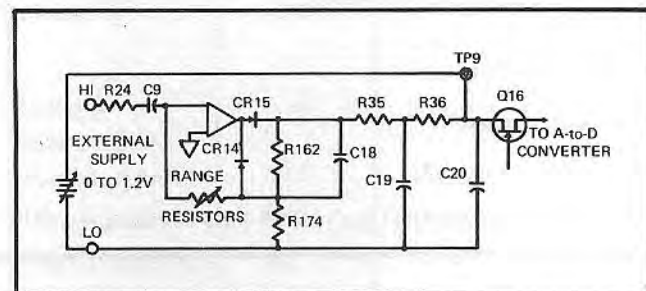 TP9
HI
R24
C9
CR15
R35
R36
Q16
EXTERNAL
SUPPLY
0 TO 1.2V
CR14
RANGE
RESISTORS
R162
C18
R174
C19
C20
TO A-to-D
CONVERTER
LO